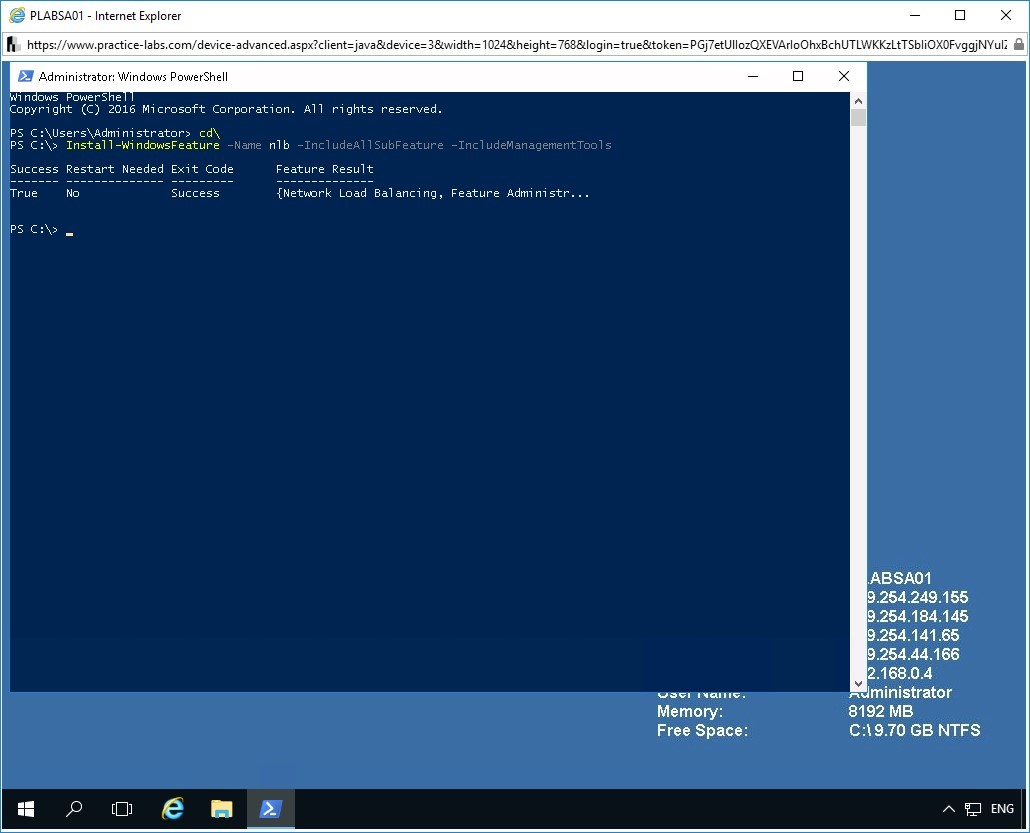 PLABSA01 - Internet Explorer
https://www.practice-labs.com/device-advanced.aspx?client=java&device=3&width=1024&height=768&login=true&token=
Administrator: Windows PowerShell
Windows PowerShell
Copyright (C) 2016 Microsoft Corporation. All rights reserved.
PS C:\Users\Administrator> cd\
PS C:\> Install-WindowsFeature -Name nlb -IncludeAllSubFeature -IncludeManagementTools
Success Restart Needed Exit Code Feature Result
------- -------------- --------- --------------
True No Success {Network Load Balancing, Feature Administr...
PS C:\> _
LABSA01
9.254.249.155
9.254.184.145
9.254.141.65
9.254.44.166
2.168.0.4
User Name: Administrator
Memory: 8192 MB
Free Space: C:\ 9.70 GB NTFS
ENG